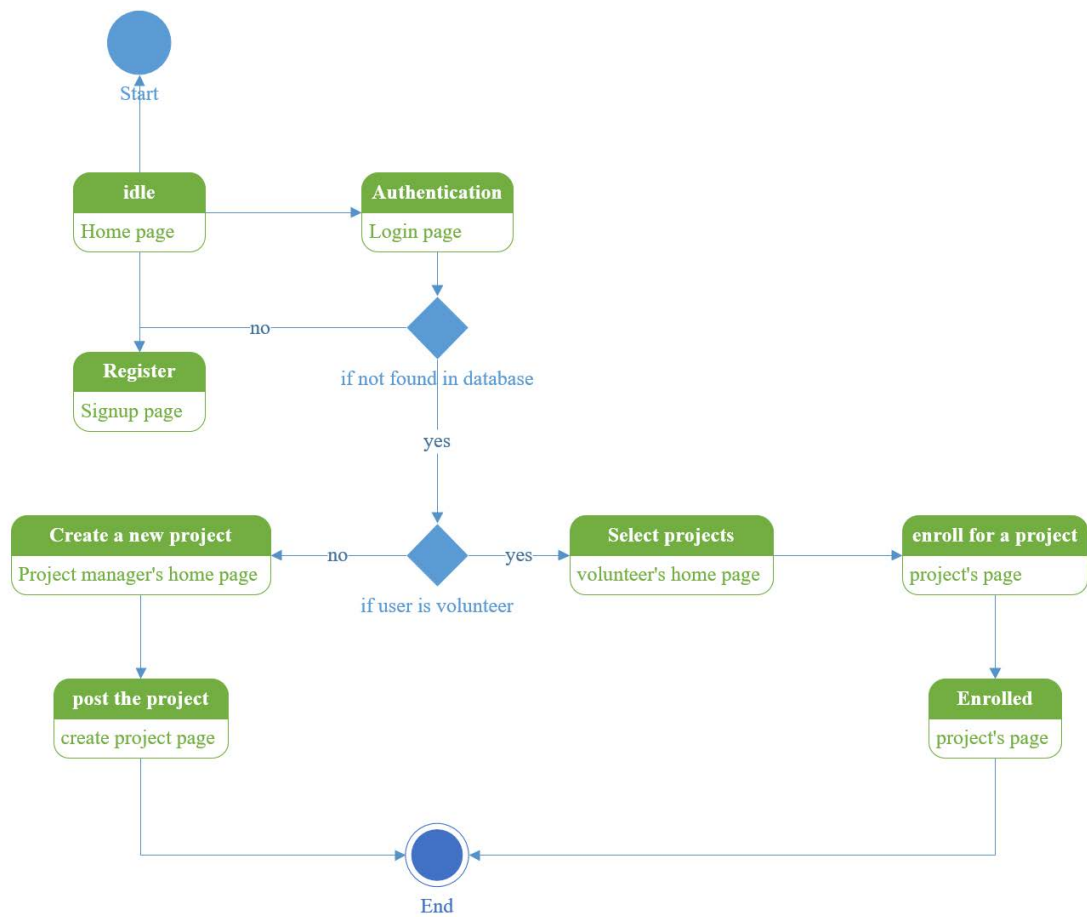 Start
idle
Home page
Authentication
Login page
no
if not found in database
Register
Signup page
yes
Create a new project
Project manager's home page
no
if user is volunteer
yes
Select projects
volunteer's home page
enroll for a project
project's page
post the project
create project page
Enrolled
project's page
End